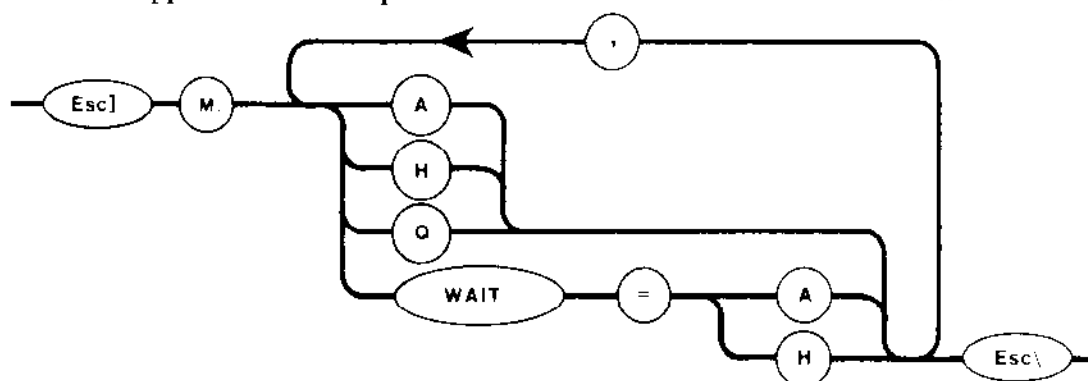 ,
Esc] M. A
H
Q
WAIT = A
H Esc\